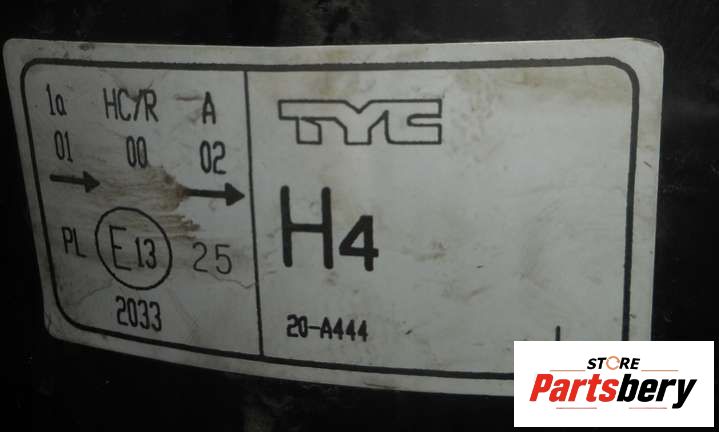 1a HC/R A
01 00 02
PL E13 25
2033
TYC
H4
20-A444
STORE
Partsbery